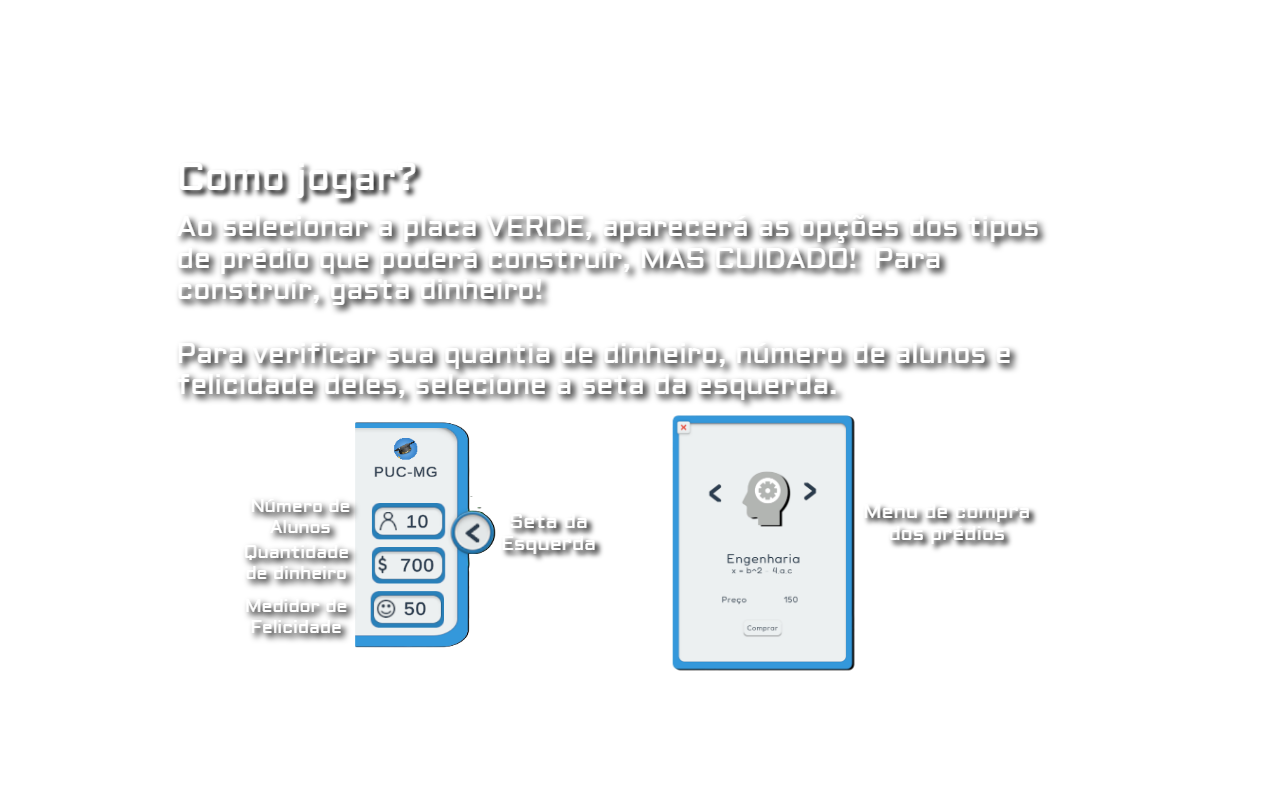 Como jogar?
Ao selecionar a placa VERDE, aparecerá as opções dos tipos
de prédio que poderá construir, MAS CUIDADO! Para
construir, gasta dinheiro!
Para verificar sua quantia de dinheiro, número de alunos e
felicidade deles, selecione a seta da esquerda.
PUC-MG
Número de
Alunos
10
Quantidade
de dinheiro
$ 700
Medidor de
Felicidade
50
Seta da
Esquerda
Engenharia
x = b^2 - 4.a.c
Preço 150
Comprar
Menu de compra
dos prédios